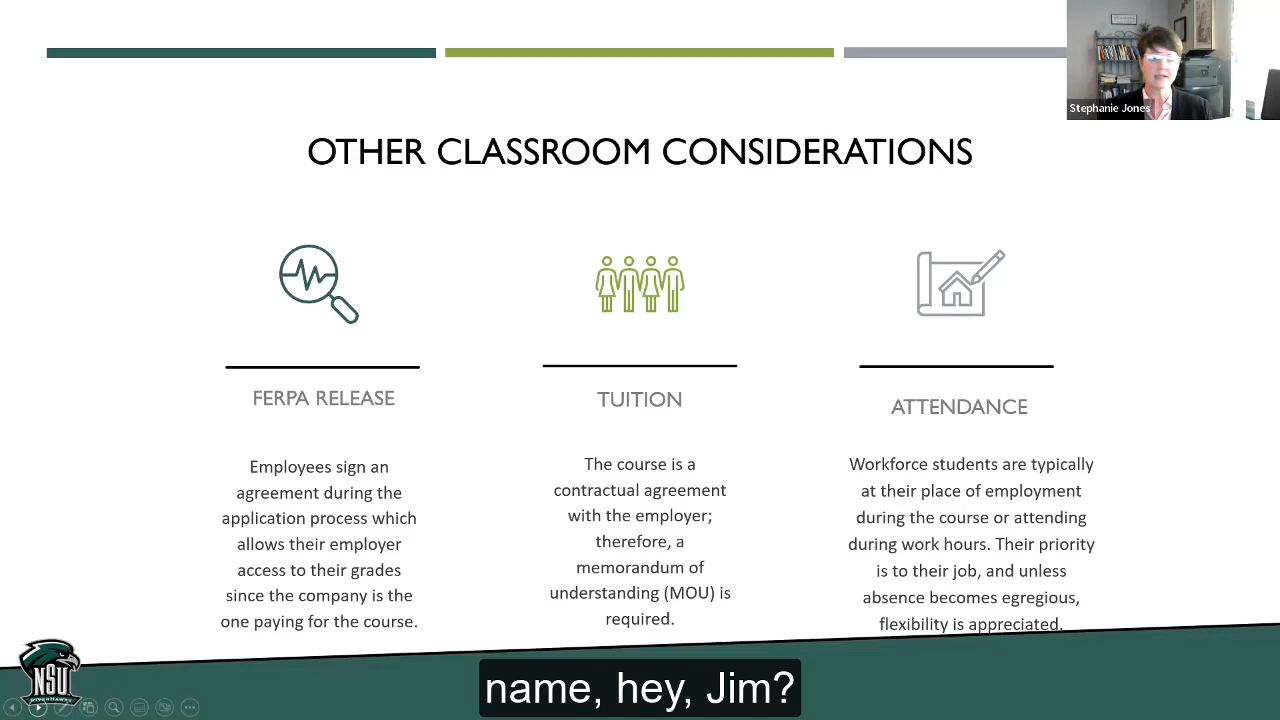 Stephanie Jones
OTHER CLASSROOM CONSIDERATIONS
FERPA RELEASE
Employees sign an
agreement during the
application process which
allows their employer
access to their grades
since the company is the
one paying for the course.
TUITION
The course is a
contractual agreement
with the employer;
therefore, a
memorandum of
understanding (MOU) is
required.
ATTENDANCE
Workforce students are typically
at their place of employment
during the course or attending
during work hours. Their priority
is to their job, and unless
absence becomes egregious,
flexibility is appreciated.
NSU
RIVERHAWKS
name, hey, Jim?